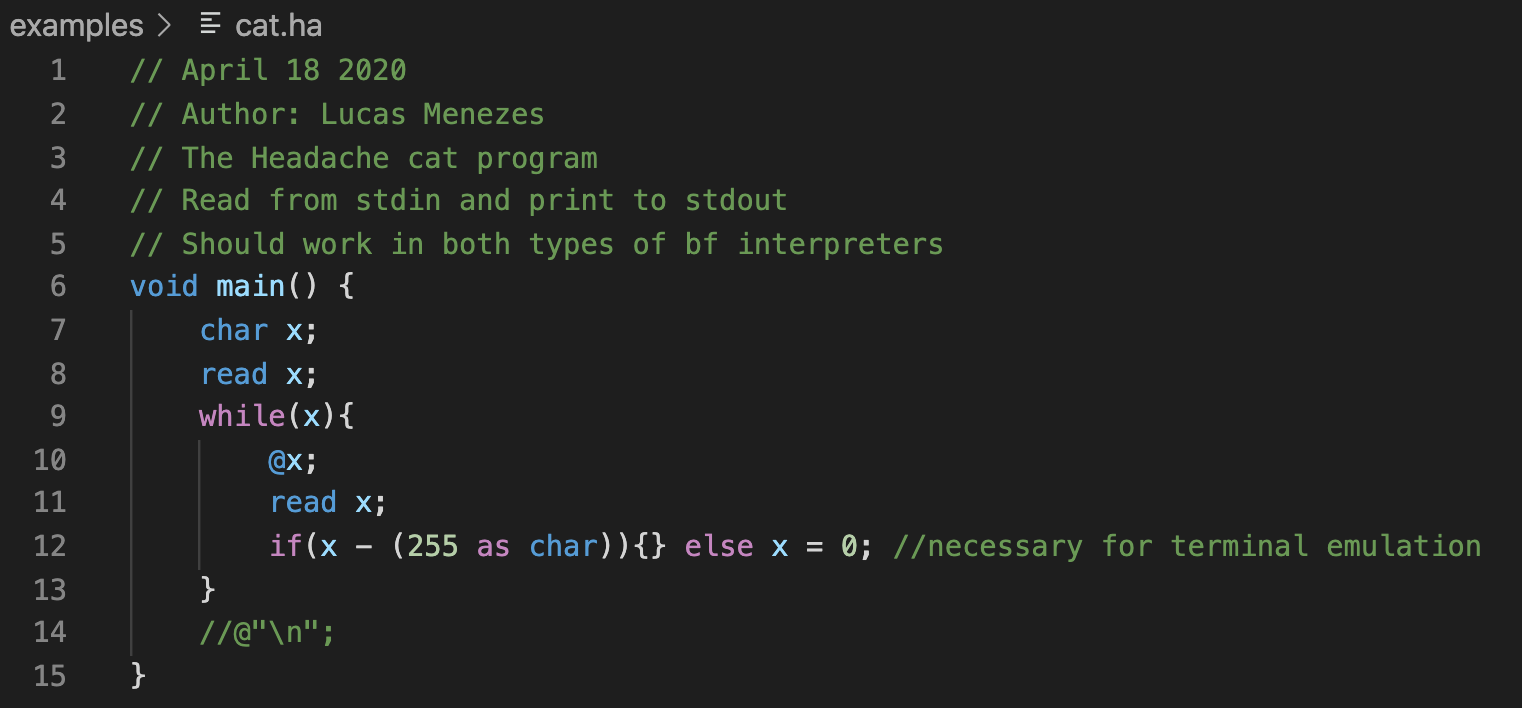 examples > cat.ha
1 // April 18 2020
2 // Author: Lucas Menezes
3 // The Headache cat program
4 // Read from stdin and print to stdout
5 // Should work in both types of bf interpreters
6 void main() {
7     char x;
8     read x;
9     while(x){
10         @x;
11         read x;
12         if(x - (255 as char)){} else x = 0; //necessary for terminal emulation
13     }
14     //@"\n";
15 }